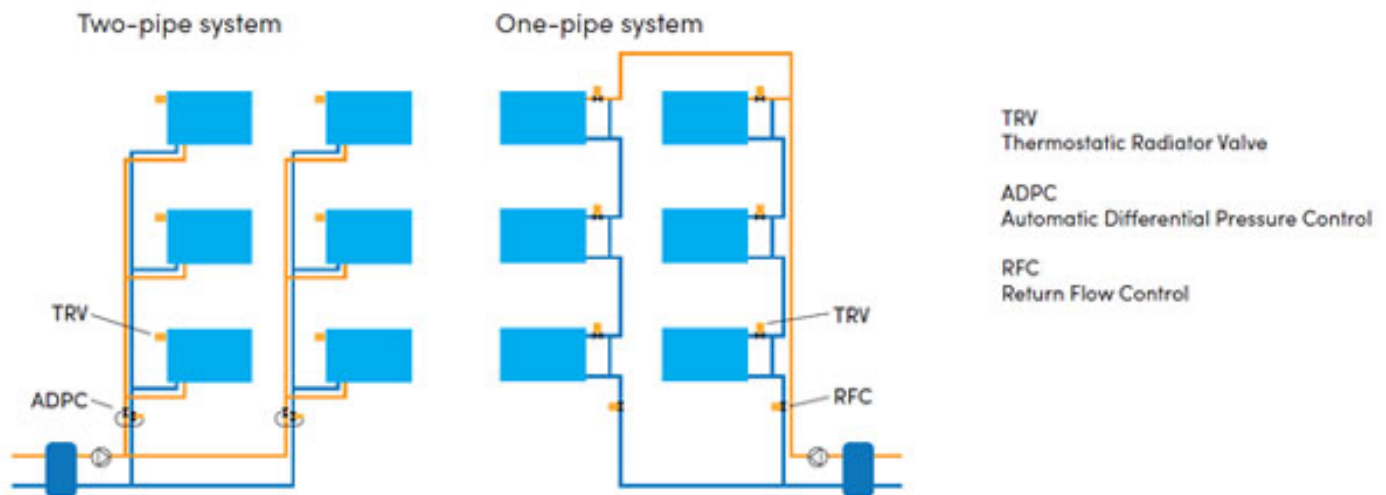 Two-pipe system
One-pipe system
TRV
Thermostatic Radiator Valve
ADPC
Automatic Differential Pressure Control
RFC
Return Flow Control
TRV
ADPC
TRV
RFC